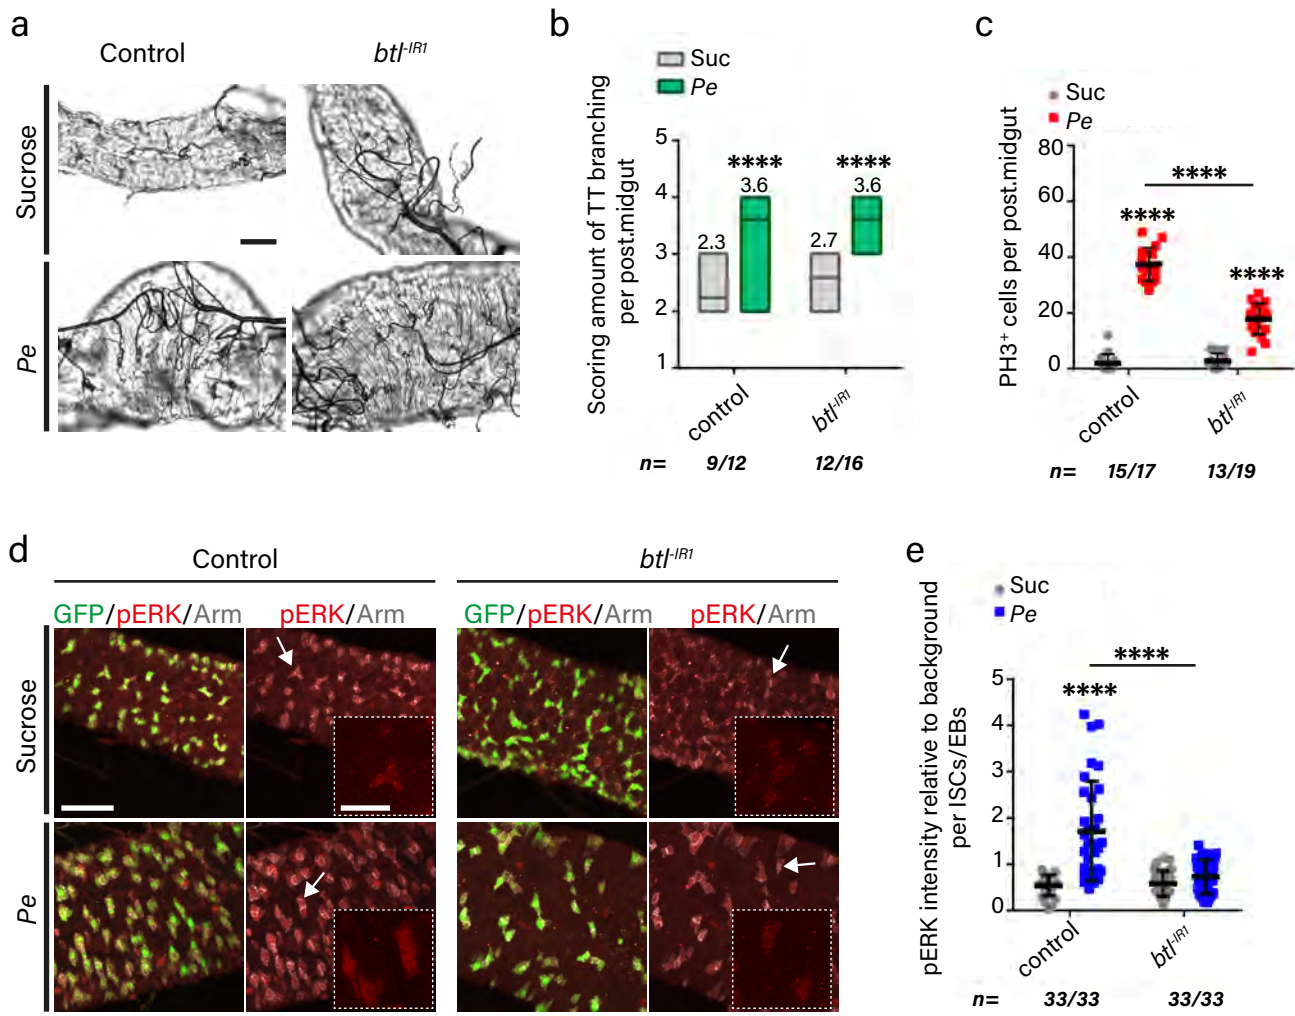 a
Control btl-IR1
Sucrose
Pe
b
Suc
Pe
Scoring amount of TT branching
per post.midgut
5
4
3
2
1
**** ****
3.6 3.6
2.3 2.7
control btl-IR1
n= 9/12 12/16
c
Suc
Pe
PH3+ cells per post.midgut
80
60
40
20
0
****
****
****
control btl-IR1
n= 15/17 13/19
d
Control btl-IR1
GFP/pERK/Arm pERK/Arm GFP/pERK/Arm pERK/Arm
Sucrose
Pe
e
Suc
Pe
pERK intensity relative to background
per ISCs/EBs
5
4
3
2
1
0
****
****
control btl-IR1
n= 33/33 33/33